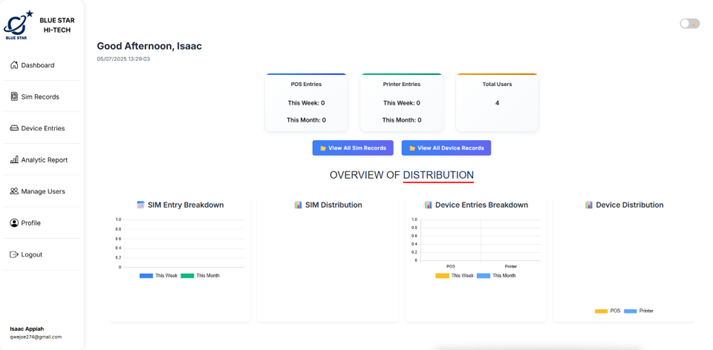 BLUE STAR
HI-TECH
BLUE STAR
Dashboard
Sim Records
Device Entries
Analytic Report
Manage Users
Profile
Logout
Isaac Appiah
qwejoe274@gmail.com
Good Afternoon, Isaac
05/07/2025 13:29:03
POS Entries
This Week: 0
This Month: 0
Printer Entries
This Week: 0
This Month: 0
Total Users
4
View All Sim Records
View All Device Records
OVERVIEW OF DISTRIBUTION
SIM Entry Breakdown
1.0
0.8
0.6
0.4
0.2
0
This Week
This Month
SIM Distribution
Device Entries Breakdown
1.0
0.8
0.6
0.4
0.2
0
POS
Printer
This Week
This Month
Device Distribution
POS
Printer